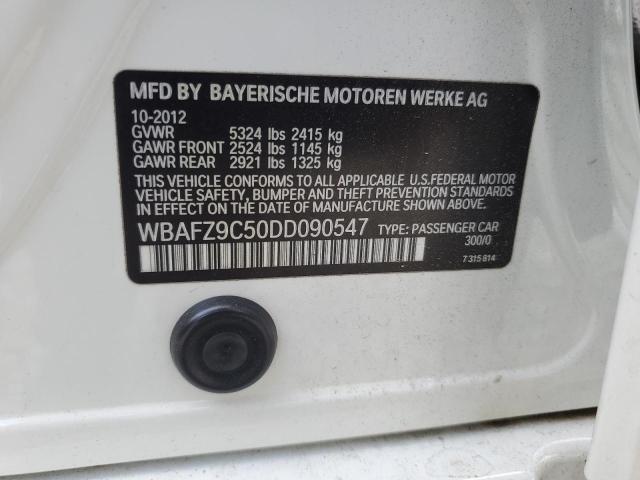 MFD BY BAYERISCHE MOTOREN WERKE AG
10-2012
GVWR 5324 lbs 2415 kg
GAWR FRONT 2524 lbs 1145 kg
GAWR REAR 2921 lbs 1325 kg
THIS VEHICLE CONFORMS TO ALL APPLICABLE U.S.FEDERAL MOTOR
VEHICLE SAFETY, BUMPER, AND THEFT PREVENTION STANDARDS
IN EFFECT ON THE DATE OF MANUFACTURE SHOWN ABOVE.
WBAFZ9C50DD090547 TYPE: PASSENGER CAR
300/0
7 315 814